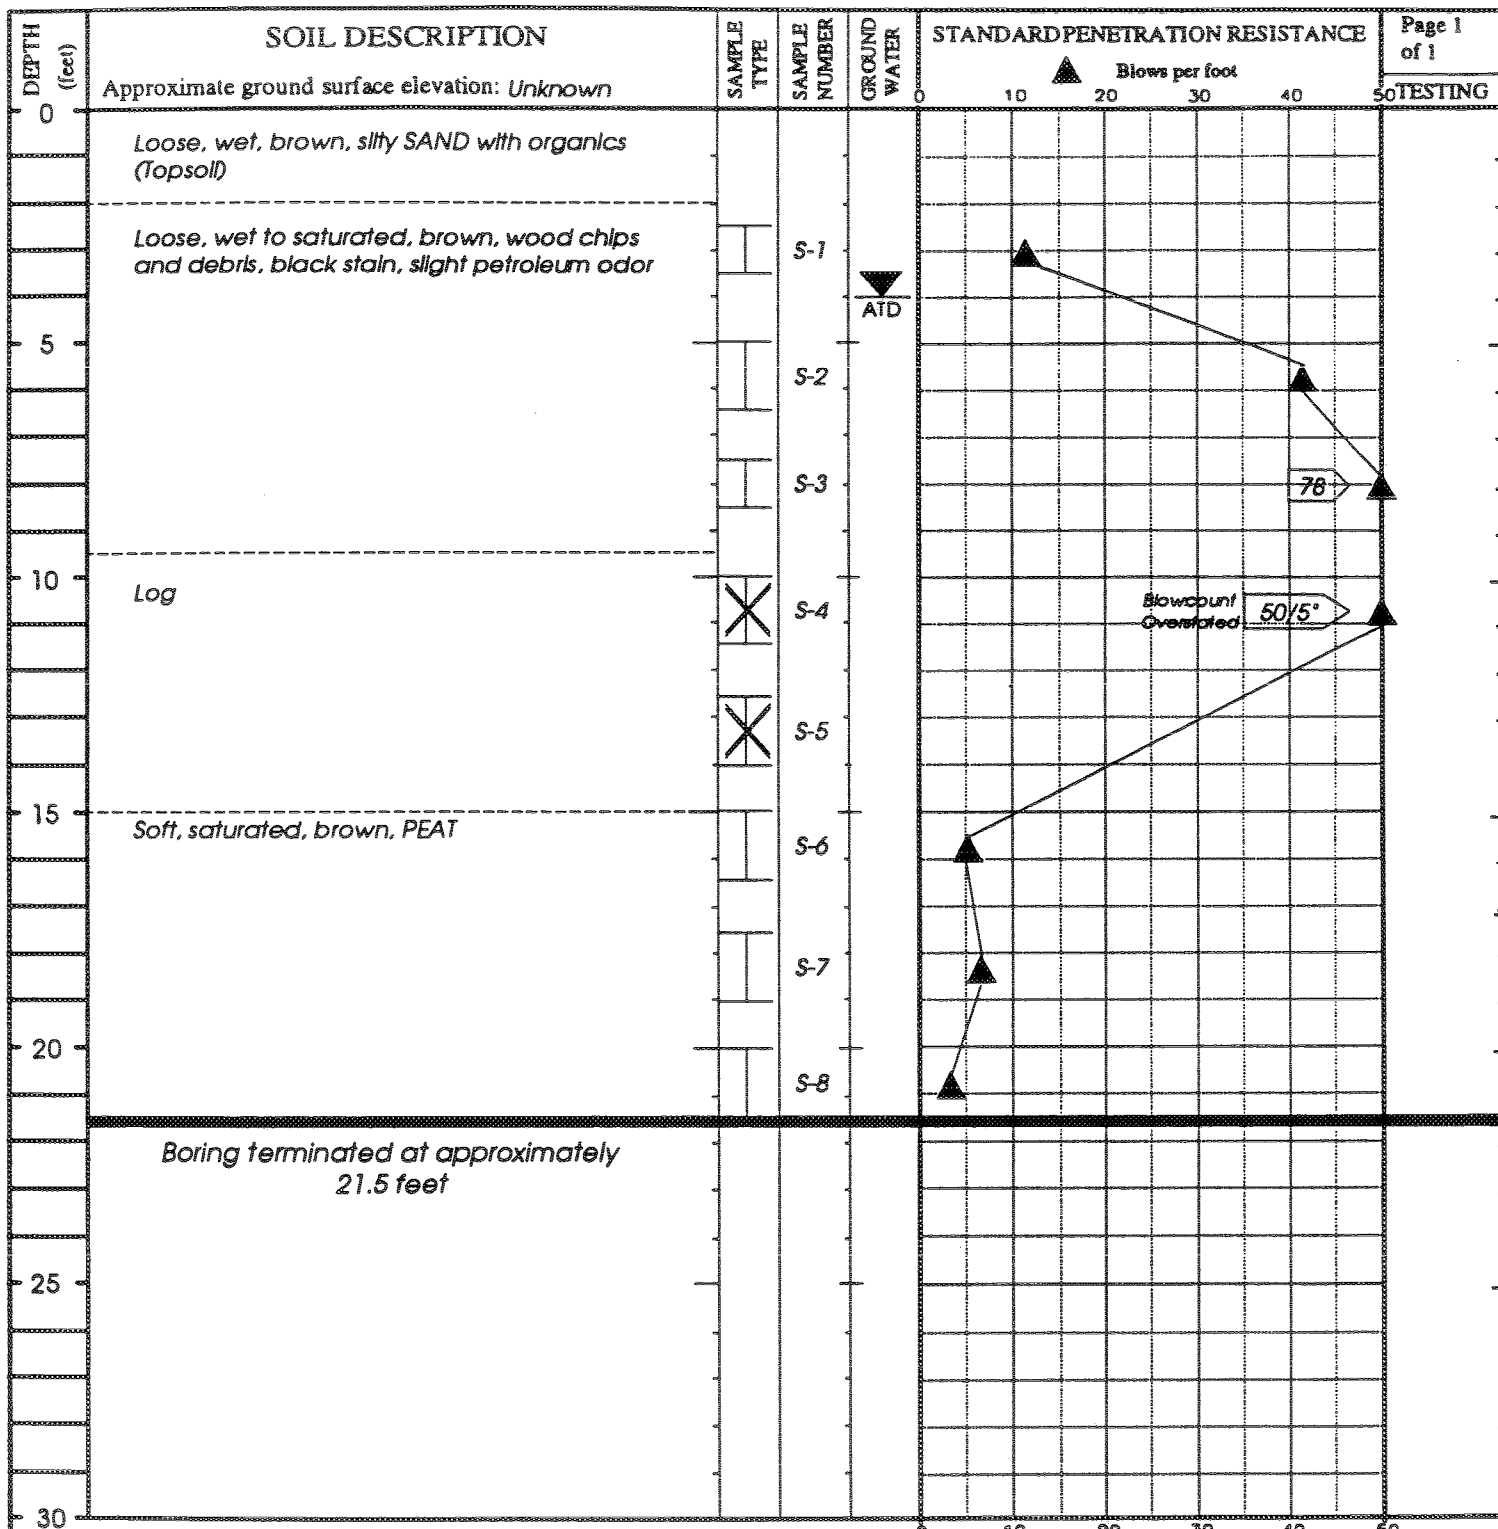 DEPTH
(feet)
SOIL DESCRIPTION
Approximate ground surface elevation: Unknown
SAMPLE
TYPE
SAMPLE
NUMBER
GROUND
WATER
STANDARD PENETRATION RESISTANCE
Blows per foot
Page 1
of 1
TESTING
0 10 20 30 40 50
0
Loose, wet, brown, silty SAND with organics
(Topsoil)
Loose, wet to saturated, brown, wood chips
and debris, black stain, slight petroleum odor
S-1
ATD
5
S-2
S-3
78
10
Log
S-4
Blowcount
Overstated
50/5"
S-5
15
Soft, saturated, brown, PEAT
S-6
S-7
20
S-8
Boring terminated at approximately
21.5 feet
25
30